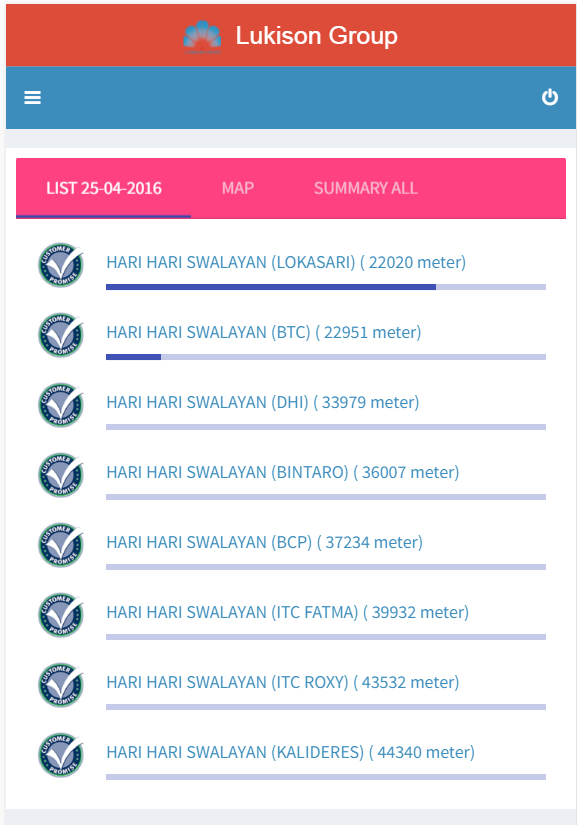 Lukison Group
LIST 25-04-2016 MAP SUMMARY ALL
CUSTOMER PROMISE
HARI HARI SWALAYAN (LOKASARI) ( 22020 meter)
CUSTOMER PROMISE
HARI HARI SWALAYAN (BTC) ( 22951 meter)
CUSTOMER PROMISE
HARI HARI SWALAYAN (DHI) ( 33979 meter)
CUSTOMER PROMISE
HARI HARI SWALAYAN (BINTARO) ( 36007 meter)
CUSTOMER PROMISE
HARI HARI SWALAYAN (BCP) ( 37234 meter)
CUSTOMER PROMISE
HARI HARI SWALAYAN (ITC FATMA) ( 39932 meter)
CUSTOMER PROMISE
HARI HARI SWALAYAN (ITC ROXY) ( 43532 meter)
CUSTOMER PROMISE
HARI HARI SWALAYAN (KALIDERES) ( 44340 meter)